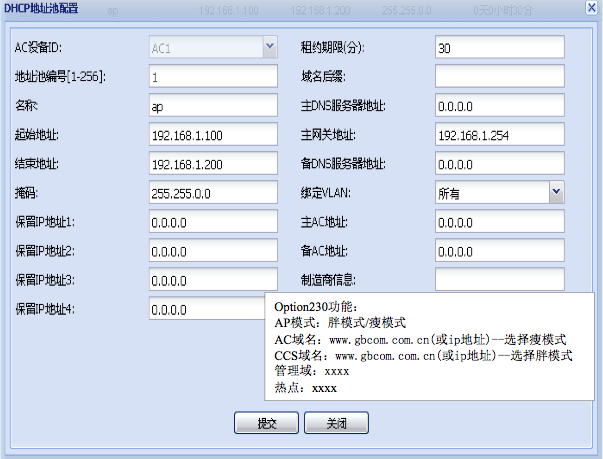 DHCP地址池配置
ap 192.168.1.100 192.168.1.200 255.255.0.0 0天0小时30分
AC设备ID: AC1 租约期限(分): 30
地址池编号[1-256]: 1 域名后缀:
名称: ap 主DNS服务器地址: 0.0.0.0
起始地址: 192.168.1.100 主网关地址: 192.168.1.254
结束地址: 192.168.1.200 备DNS服务器地址: 0.0.0.0
掩码: 255.255.0.0 绑定VLAN: 所有
保留IP地址1: 0.0.0.0 主AC地址: 0.0.0.0
保留IP地址2: 0.0.0.0 备AC地址: 0.0.0.0
保留IP地址3: 0.0.0.0 制造商信息:
保留IP地址4: 0.0.0.0
Option230功能:
AP模式: 胖模式/瘦模式
AC域名: www.gbcom.com.cn(或ip地址)--选择瘦模式
CCS域名: www.gbcom.com.cn(或ip地址)--选择胖模式
管理域: xxxx
热点: xxxx
提交 关闭